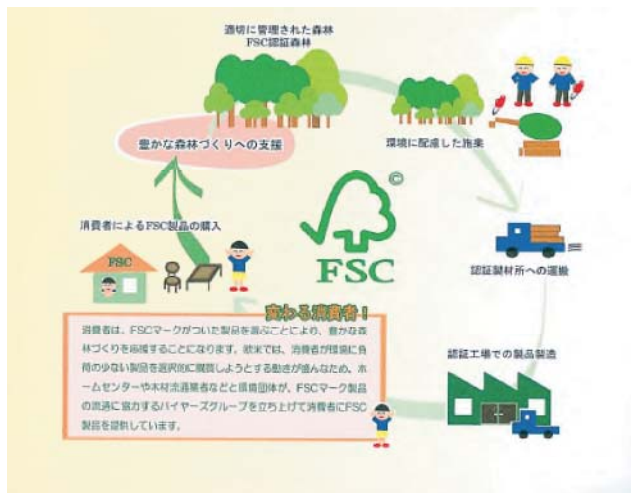 適切に管理された森林
FSC認証森林
豊かな森林づくりへの支援
環境に配慮した施業
©
FSC
消費者によるFSC製品の購入
FSC
認証製材所への運搬
変わる消費者！
消費者は、FSCマークがついた製品を選ぶことにより、豊かな森
林づくりを応援することになります。欧米では、消費者が環境に負
荷の少ない製品を選択的に購買しようとする動きが盛んなため、ホ
ームセンターや木材流通業者などと環境団体が、FSCマーク製品
の流通に協力するバイヤーズグループを立ち上げて消費者にFSC
製品を提供しています。
認証工場での製品製造